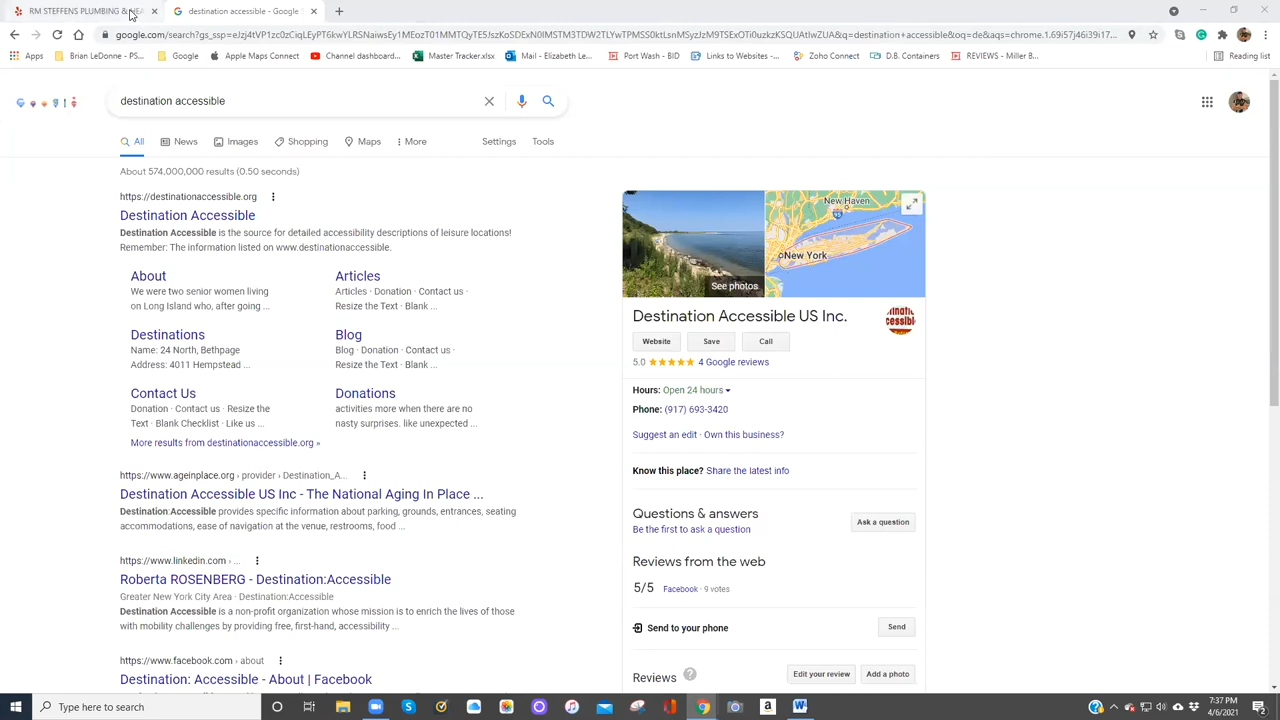 RM STEFFENS PLUMBING & HEA
destination accessible - Google
google.com/search?gs_ssp=eJzj4tVP1zc0zCiqLEyPT6kwYLRSNaiwsEy1MEozT01MMTQyTE5JszKoSDExN0lMSTM3TDW2TLYwTPMSS0ktLsnMSyzJzM9TSExOTi0uzkzKSQUAtIwZUA&q=destination+accessible&oq=de&aqs=chrome.1.69i57j46i39i17...
Apps
Brian LeDonne - PS...
Google
Apple Maps Connect
Channel dashboard...
Master Tracker.xlsx
Mail - Elizabeth Le...
Port Wash - BID
Links to Websites -...
Zoho Connect
D.B. Containers
REVIEWS - Miller B...
Reading list
destination accessible
All
News
Images
Shopping
Maps
More
Settings
Tools
About 574,000,000 results (0.50 seconds)
https://destinationaccessible.org
Destination Accessible
Destination Accessible is the source for detailed accessibility descriptions of leisure locations!
Remember: The information listed on www.destinationaccessible.
About
We were two senior women living
on Long Island who, after going ...
Articles
Articles · Donation · Contact us ·
Resize the Text · Blank ...
Destinations
Name: 24 North, Bethpage
Address: 4011 Hempstead ...
Blog
Blog · Donation · Contact us ·
Resize the Text · Blank ...
Contact Us
Donation · Contact us · Resize the
Text · Blank Checklist · Like us ...
Donations
activities more when there are no
nasty surprises. like unexpected ...
More results from destinationaccessible.org »
https://www.ageinplace.org › provider › Destination_A...
Destination Accessible US Inc - The National Aging In Place ...
Destination:Accessible provides specific information about parking, grounds, entrances, seating
accommodations, ease of navigation at the venue, restrooms, food ...
https://www.linkedin.com › ...
Roberta ROSENBERG - Destination:Accessible
Greater New York City Area · Destination:Accessible
Destination Accessible is a non-profit organization whose mission is to enrich the lives of those
with mobility challenges by providing free, first-hand, accessibility ...
https://www.facebook.com › about
Destination: Accessible - About | Facebook
See photos
New Haven
New York
Destination Accessible US Inc.
Website
Save
Call
5.0
4 Google reviews
Hours: Open 24 hours
Phone: (917) 693-3420
Suggest an edit · Own this business?
Know this place? Share the latest info
Questions & answers
Be the first to ask a question
Ask a question
Reviews from the web
5/5 Facebook · 9 votes
Send to your phone
Send
Reviews
Edit your review
Add a photo
Type here to search
7:37 PM
4/6/2021